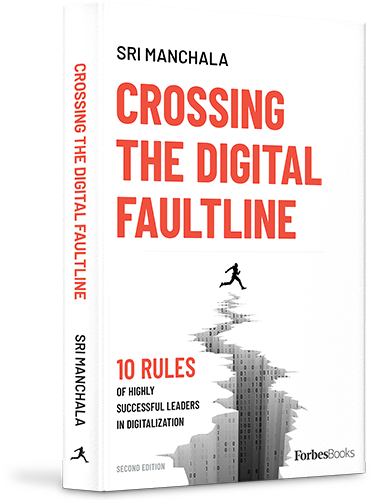 SRI MANCHALA
CROSSING
THE DIGITAL
FAULTLINE
10 RULES
OF HIGHLY
SUCCESSFUL LEADERS
IN DIGITALIZATION
SECOND EDITION
ForbesBooks
CROSSING THE DIGITAL FAULTLINE
SRI MANCHALA